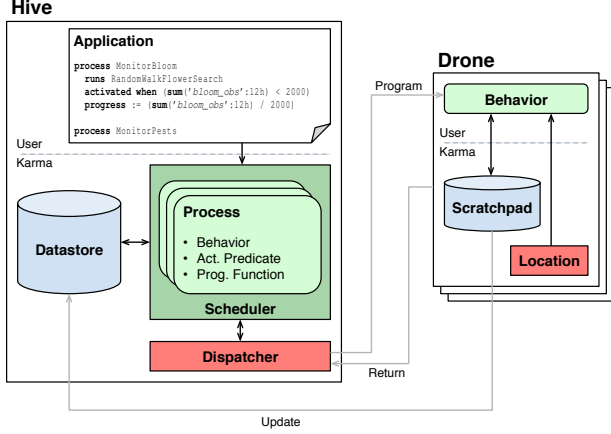 Hive
Application
process MonitorBloom
runs RandomWalkFlowerSearch
activated when (sum('bloom_obs':12h) < 2000)
progress := (sum('bloom_obs':12h) / 2000)
process MonitorPests
User
Karma
Datastore
Process
• Behavior
• Act. Predicate
• Prog. Function
Scheduler
Dispatcher
Program
Return
Update
Drone
Behavior
User
Karma
Scratchpad
Location